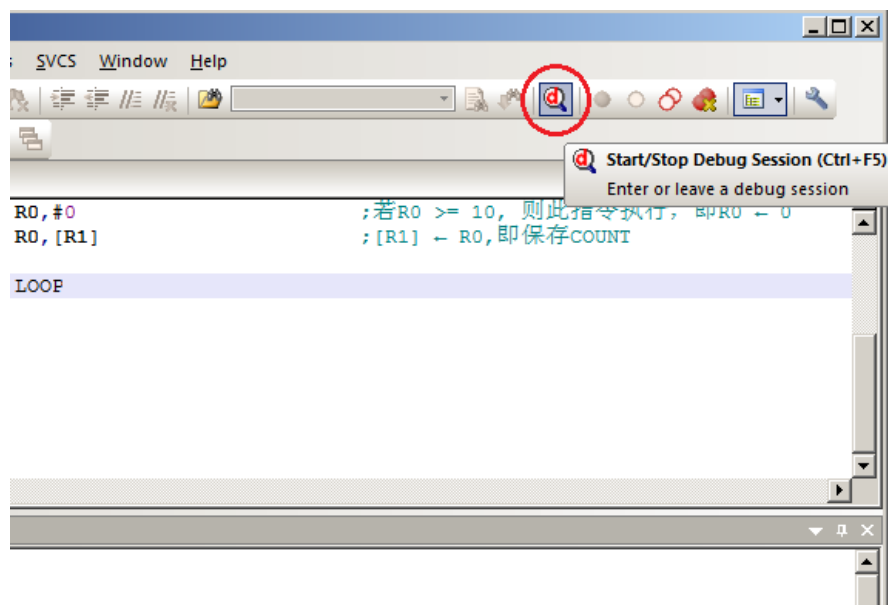 SVCS Window Help
Start/Stop Debug Session (Ctrl+F5)
Enter or leave a debug session
R0,#0 ;若R0 >= 10, 则此指令执行, 即R0 ← 0
R0,[R1] ;[R1] ← R0,即保存COUNT
LOOP